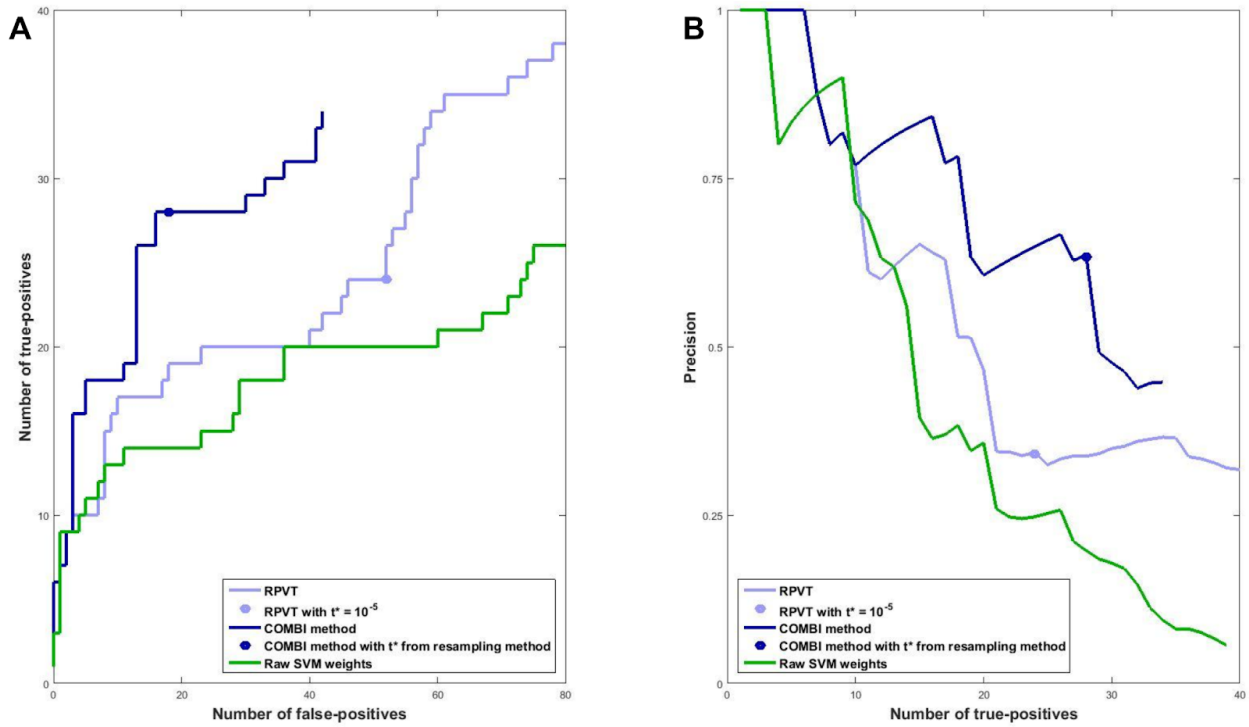 A
40
30
20
10
0
Number of true-positives
0
20
40
60
80
Number of false-positives
RPVT
RPVT with t* = 10^-5
COMBI method
COMBI method with t* from resampling method
Raw SVM weights
B
1
0.75
0.5
0.25
0
Precision
0
10
20
30
40
Number of true-positives
RPVT
RPVT with t* = 10^-5
COMBI method
COMBI method with t* from resampling method
Raw SVM weights